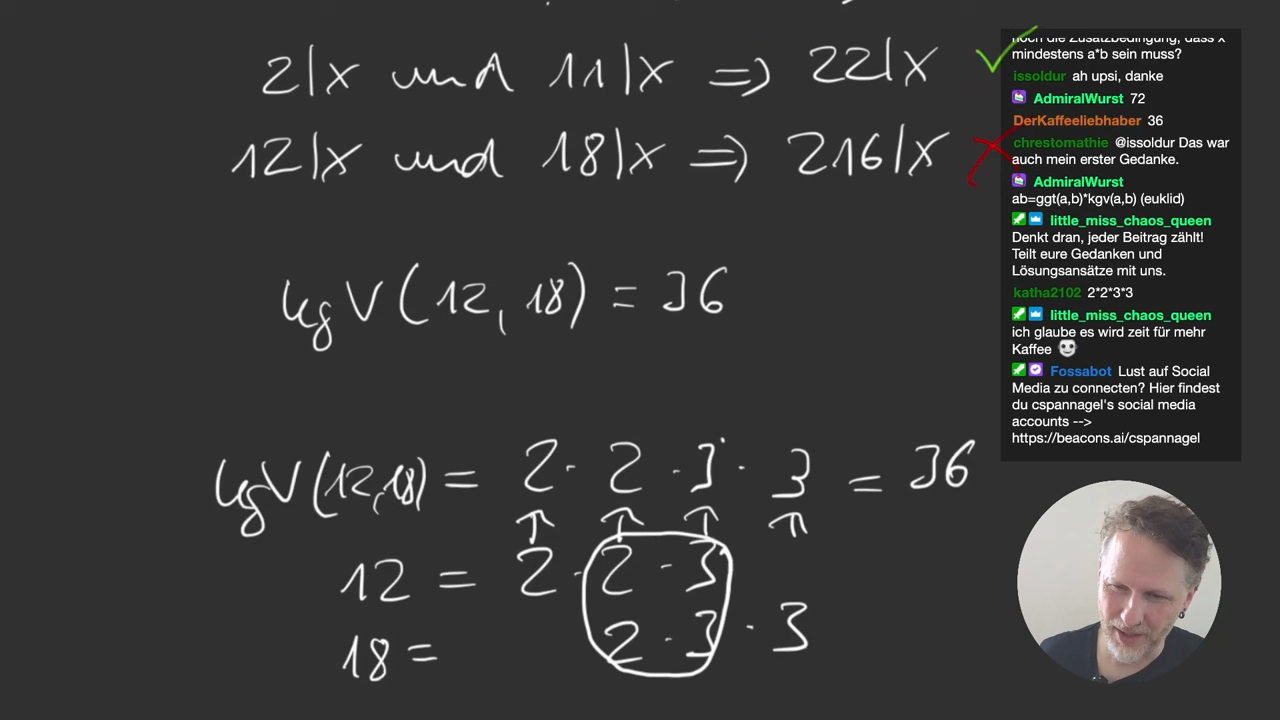 2|x und 11|x => 22|x ✓
12|x und 18|x => 216|x ✗
kgV(12, 18) = 36
kgV(12,18) = 2 · 2 · 3 · 3 = 36
12 = 2 · 2 · 3
18 = 2 · 3 · 3
noch die Zusatzbedingung, dass x
mindestens a*b sein muss?
issoldur ah upsi, danke
AdmiralWurst 72
DerKaffeeliebhaber 36
chrestomathie @issoldur Das war
auch mein erster Gedanke.
AdmiralWurst
ab=ggt(a,b)*kgv(a,b) (euklid)
little_miss_chaos_queen
Denkt dran, jeder Beitrag zählt!
Teilt eure Gedanken und
Lösungsansätze mit uns.
katha2102 2*2*3*3
little_miss_chaos_queen
ich glaube es wird zeit für mehr
Kaffee
Fossabot Lust auf Social
Media zu connecten? Hier findest
du cspannagel's social media
accounts -->
https://beacons.ai/cspannagel